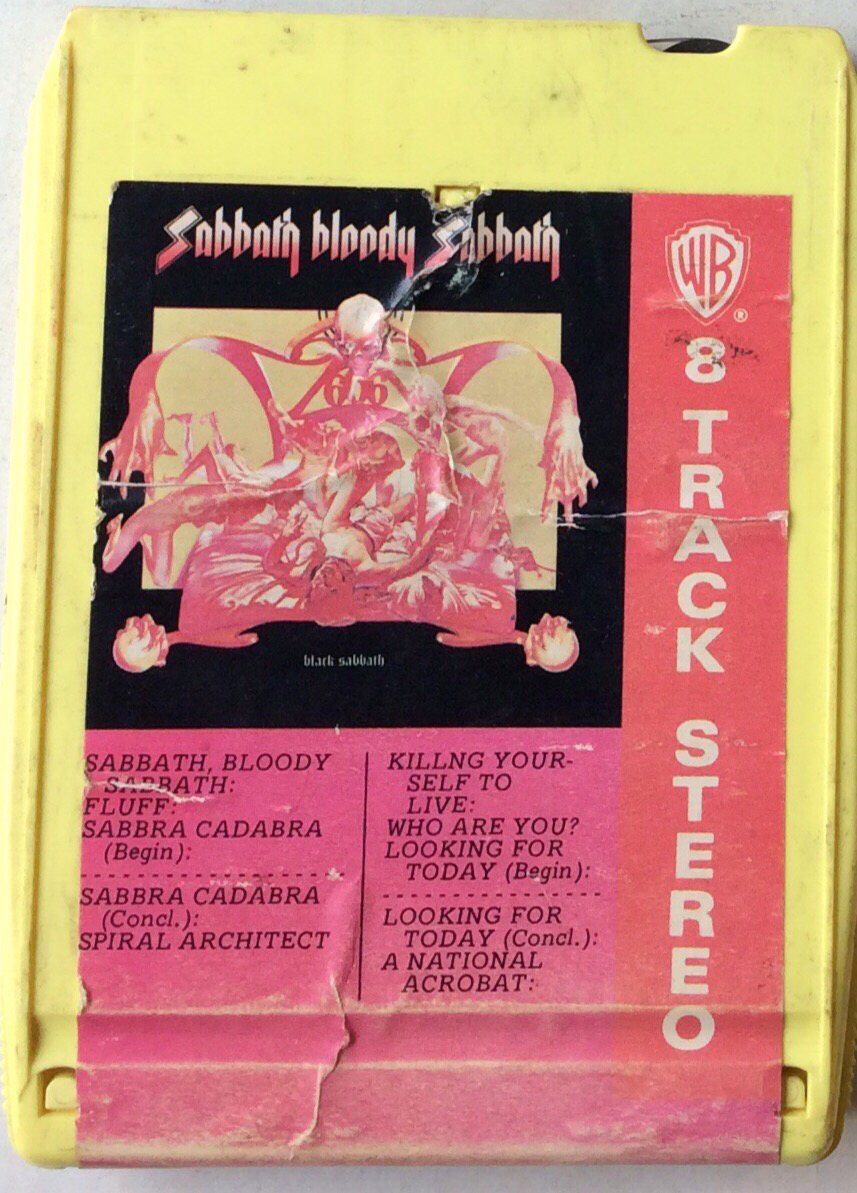 Sabbath bloody Sabbath
666
black sabbath
WB
®
8 TRACK STEREO
SABBATH, BLOODY
SABBATH:
FLUFF:
SABBRA CADABRA
(Begin):
SABBRA CADABRA
(Concl.):
SPIRAL ARCHITECT
KILLNG YOUR-
SELF TO
LIVE:
WHO ARE YOU?
LOOKING FOR
TODAY (Begin):
LOOKING FOR
TODAY (Concl.):
A NATIONAL
ACROBAT: